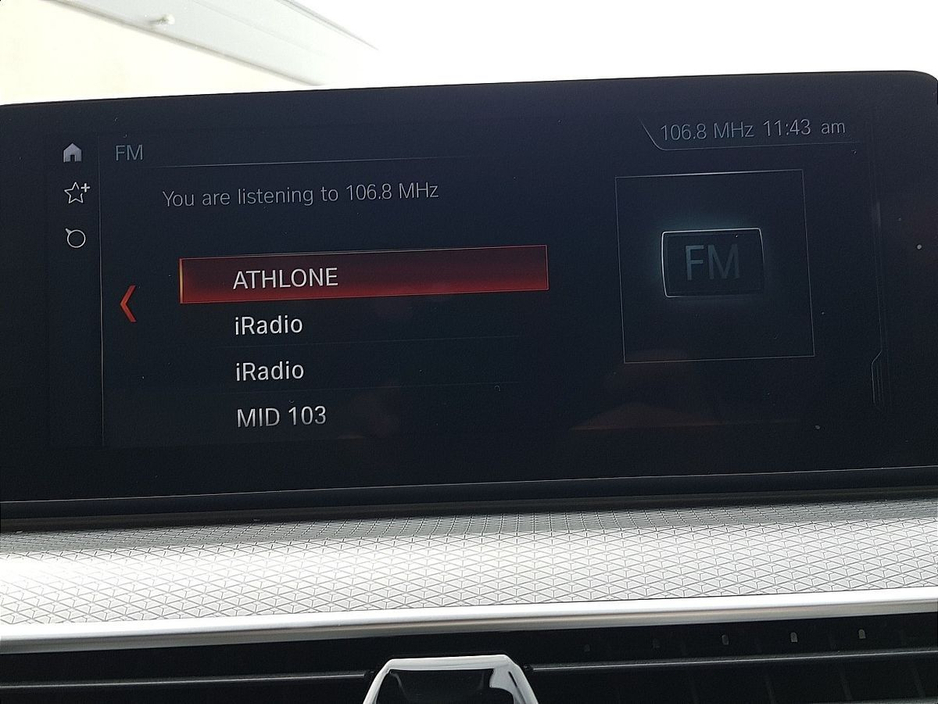 106.8 MHz 11:43 am
FM
You are listening to 106.8 MHz
ATHLONE
iRadio
iRadio
MID 103
FM